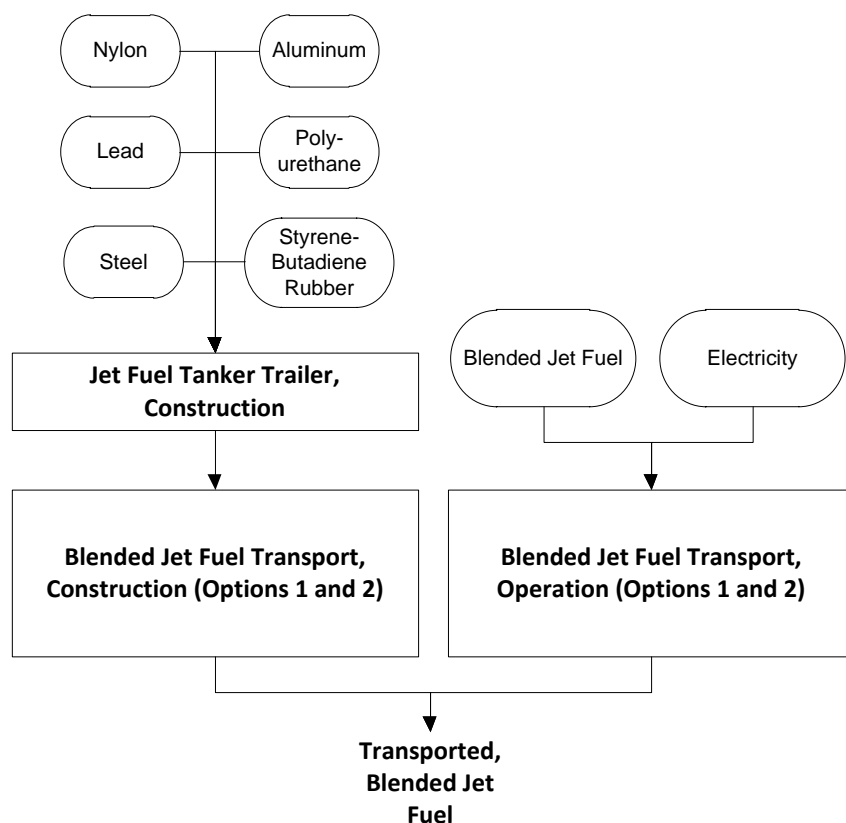 Nylon
Aluminum
Lead
Poly-
urethane
Steel
Styrene-
Butadiene
Rubber
Blended Jet Fuel
Electricity
Jet Fuel Tanker Trailer,
Construction
Blended Jet Fuel Transport,
Construction (Options 1 and 2)
Blended Jet Fuel Transport,
Operation (Options 1 and 2)
Transported,
Blended Jet
Fuel